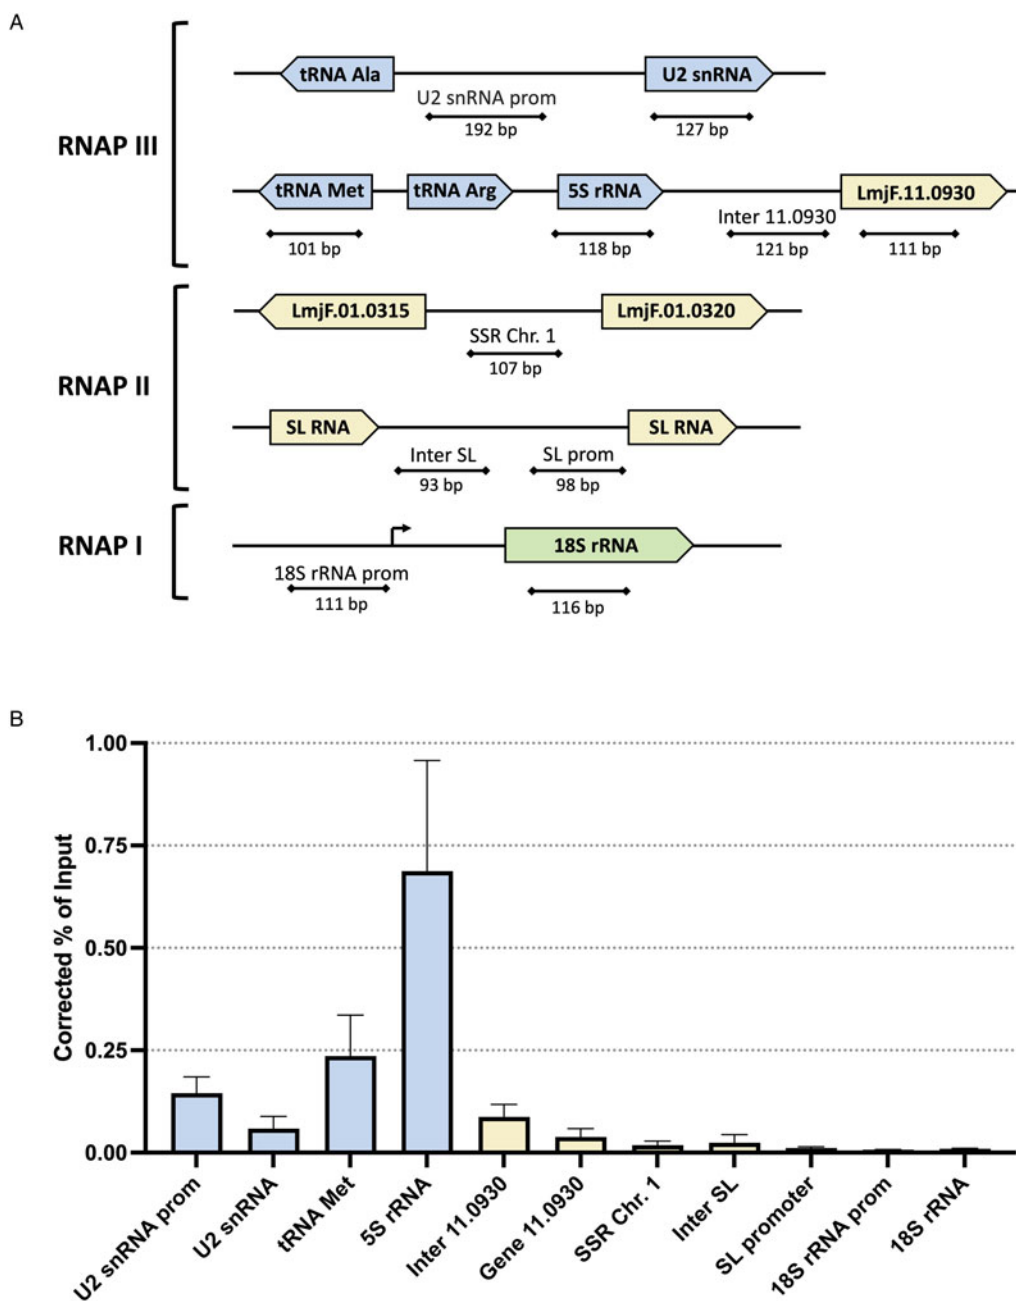 A
RNAP III
tRNA Ala
U2 snRNA
U2 snRNA prom
192 bp
127 bp
tRNA Met
tRNA Arg
5S rRNA
LmjF.11.0930
Inter 11.0930
101 bp
118 bp
121 bp
111 bp
RNAP II
LmjF.01.0315
LmjF.01.0320
SSR Chr. 1
107 bp
SL RNA
SL RNA
Inter SL
SL prom
93 bp
98 bp
RNAP I
18S rRNA
18S rRNA prom
111 bp
116 bp
B
Corrected % of Input
1.00
0.75
0.50
0.25
0.00
U2 snRNA prom
U2 snRNA
tRNA Met
5S rRNA
Inter 11.0930
Gene 11.0930
SSR Chr. 1
Inter SL
SL promoter
18S rRNA prom
18S rRNA